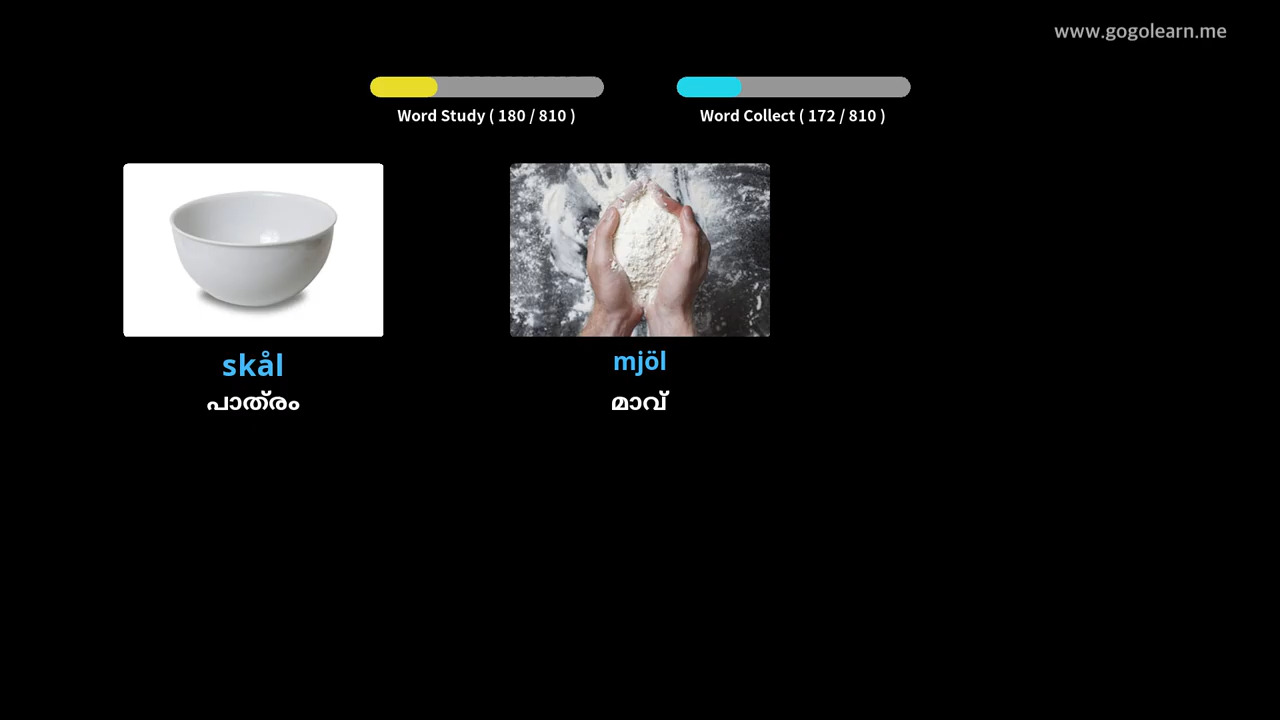 www.gogolearn.me
Word Study ( 180 / 810 )
Word Collect ( 172 / 810 )
skål
mjöl
പാത്രം
മാവ്